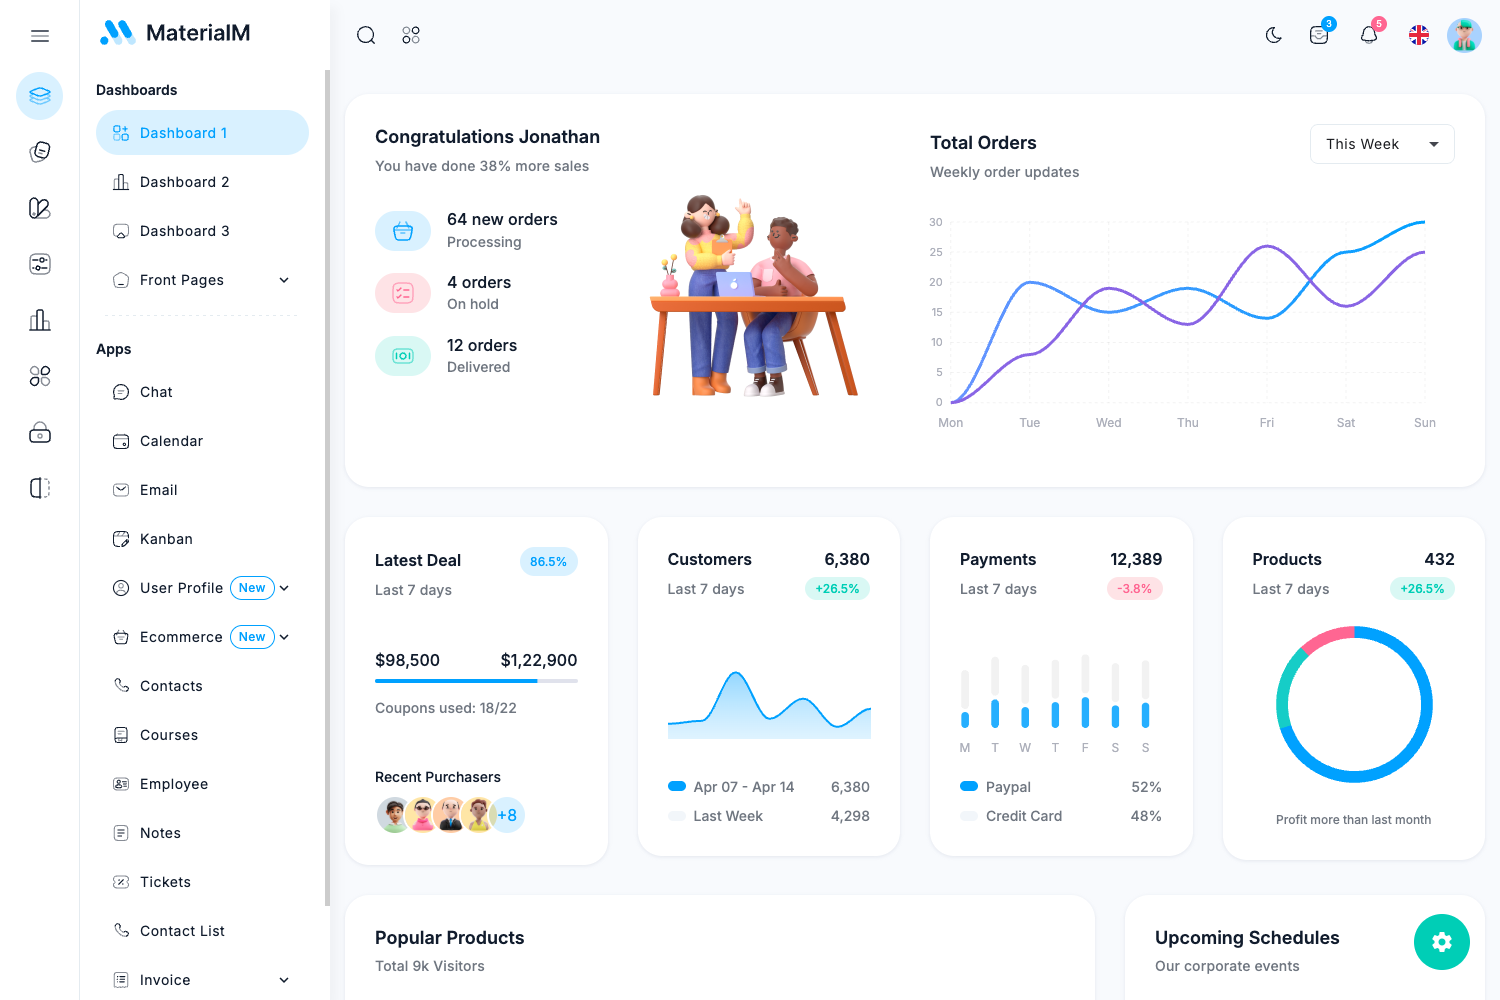 MaterialM
Dashboards
Dashboard 1
Dashboard 2
Dashboard 3
Front Pages
Apps
Chat
Calendar
Email
Kanban
User Profile New
Ecommerce New
Contacts
Courses
Employee
Notes
Tickets
Contact List
Invoice
3
5
Congratulations Jonathan
You have done 38% more sales
64 new orders
Processing
4 orders
On hold
12 orders
Delivered
Total Orders
Weekly order updates
This Week
30
25
20
15
10
5
0
Mon Tue Wed Thu Fri Sat Sun
Latest Deal 86.5%
Last 7 days
$98,500 $1,22,900
Coupons used: 18/22
Recent Purchasers
+8
Customers 6,380
Last 7 days +26.5%
Apr 07 - Apr 14 6,380
Last Week 4,298
Payments 12,389
Last 7 days -3.8%
M T W T F S S
Paypal 52%
Credit Card 48%
Products 432
Last 7 days +26.5%
Profit more than last month
Popular Products
Total 9k Visitors
Upcoming Schedules
Our corporate events